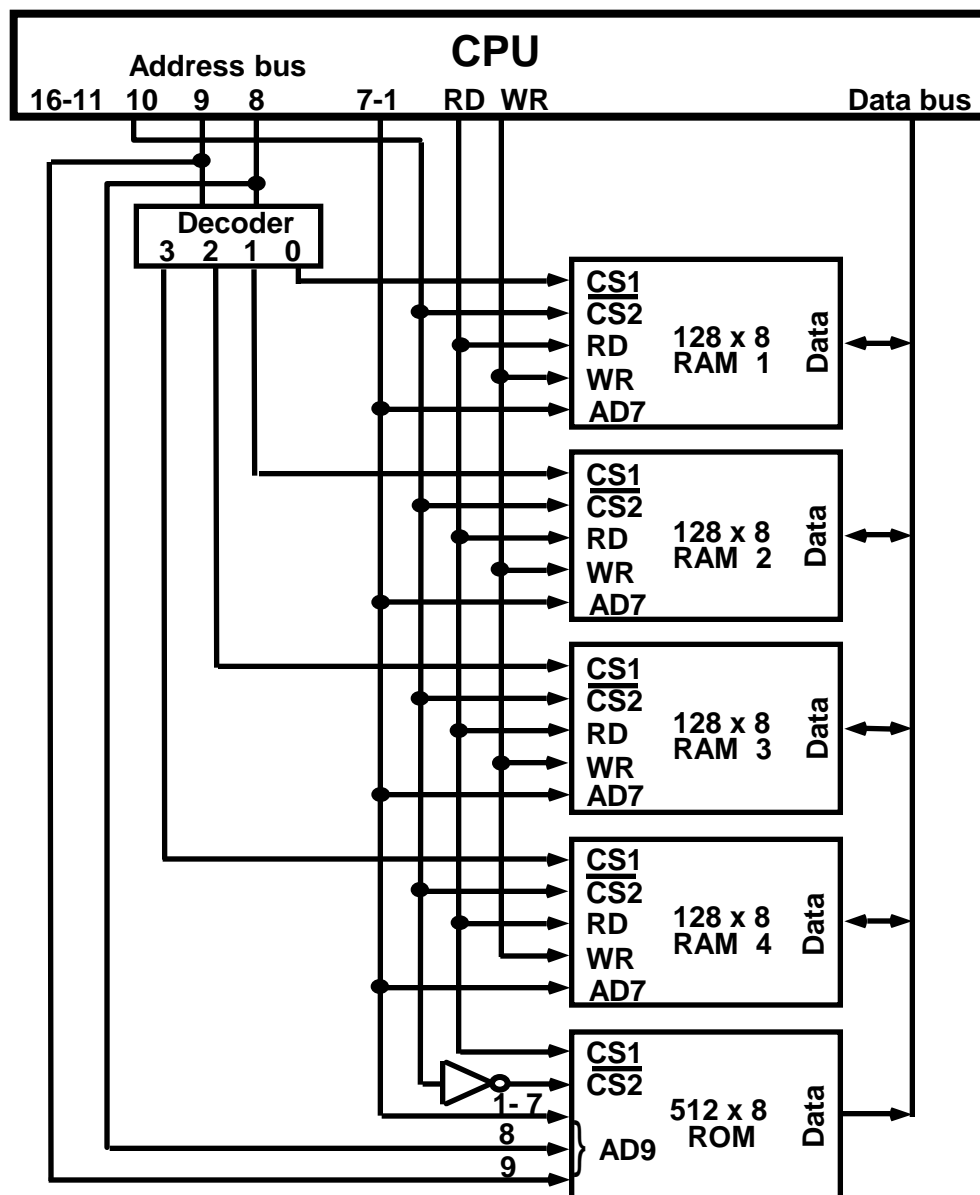 CPU
Address bus
16-11 10 9 8 7-1 RD WR Data bus
Decoder
3 2 1 0
CS1
CS2
RD
WR
AD7
128 x 8
RAM 1
Data
CS1
CS2
RD
WR
AD7
128 x 8
RAM 2
Data
CS1
CS2
RD
WR
AD7
128 x 8
RAM 3
Data
CS1
CS2
RD
WR
AD7
128 x 8
RAM 4
Data
CS1
CS2
1- 7
8
9
} AD9
512 x 8
ROM
Data